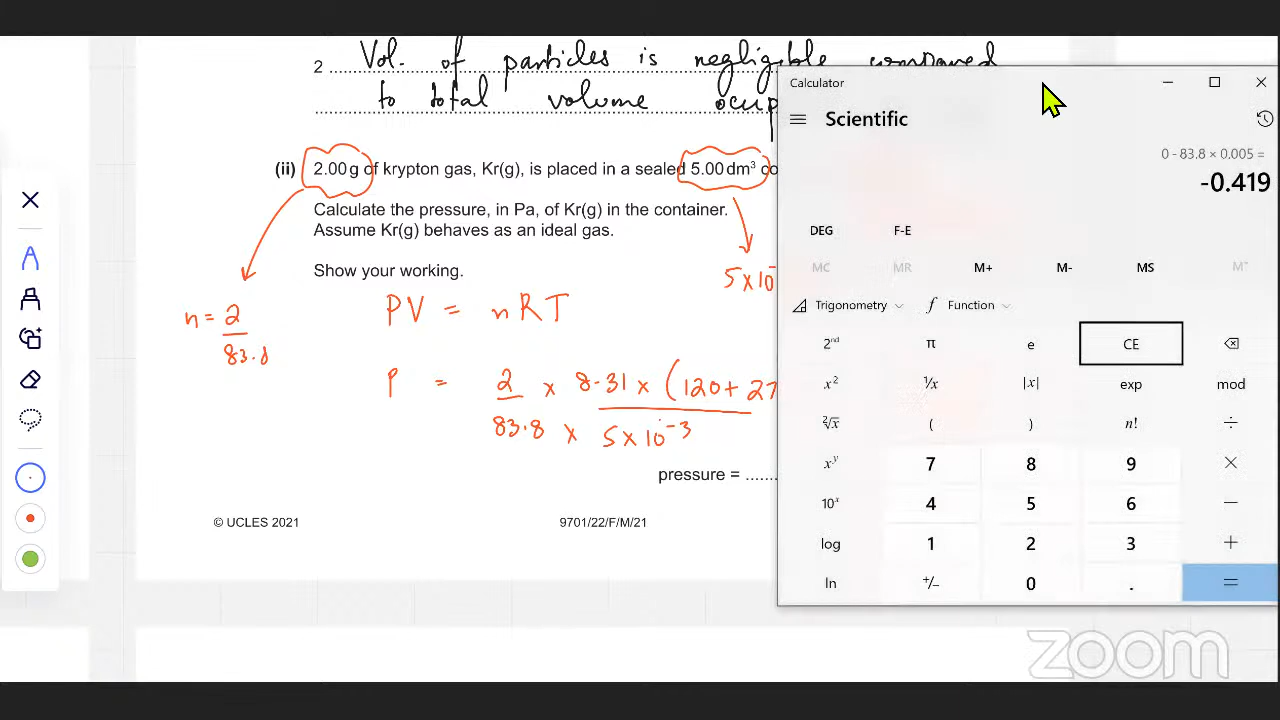 2 Vol. of particles is negligible compared
to total volume
(ii) 2.00 g of krypton gas, Kr(g), is placed in a sealed 5.00 dm³
Calculate the pressure, in Pa, of Kr(g) in the container.
Assume Kr(g) behaves as an ideal gas.
Show your working.
5×10
n = 2
83.8
PV = nRT
P = 2 × 8.31 × (120 + 27
83.8 × 5×10⁻³
pressure = ........
© UCLES 2021
9701/22/F/M/21
Calculator
Scientific
0 - 83.8 × 0.005 =
-0.419
DEG F-E
MC MR M+ M- MS M˅
Trigonometry Function
2ⁿᵈ π e CE
x² ¹/x |x| exp mod
²√x ( ) n! ÷
xʸ 7 8 9 ×
10ˣ 4 5 6 −
log 1 2 3 +
ln +/− 0 . =
zoom